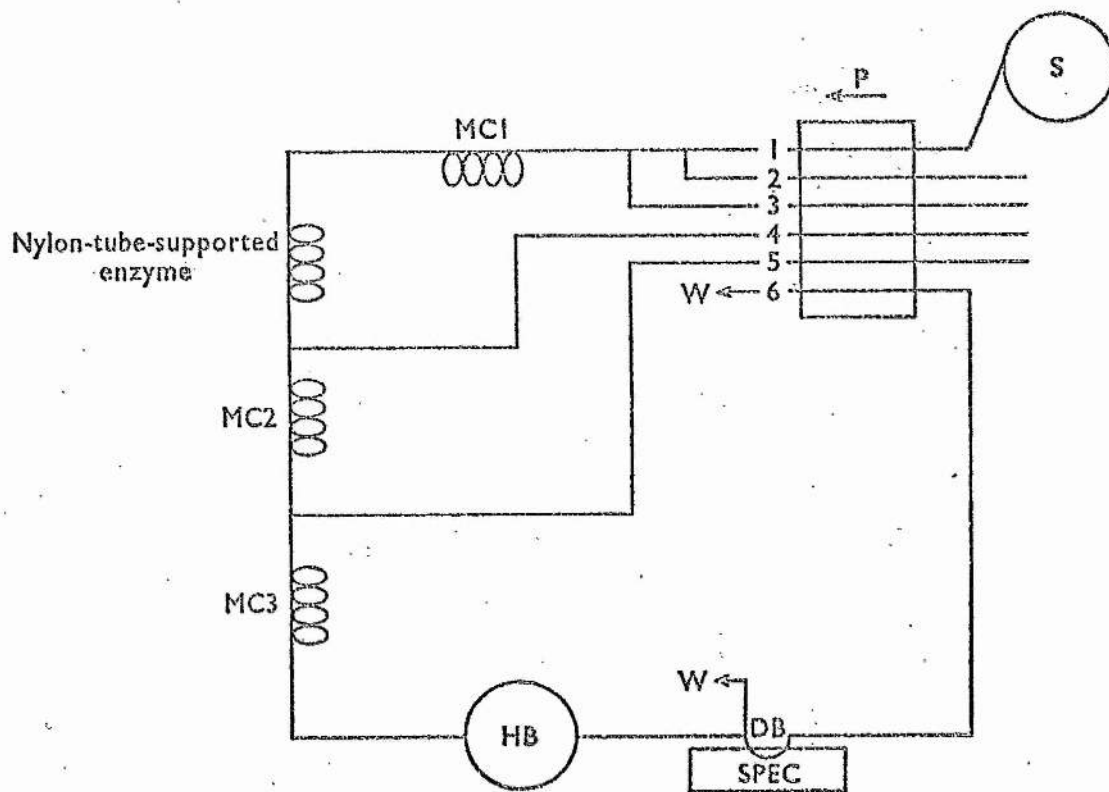 S
P
MC1
1
2
3
Nylon-tube-supported
enzyme
4
5
W
6
MC2
MC3
W
HB
DB
SPEC